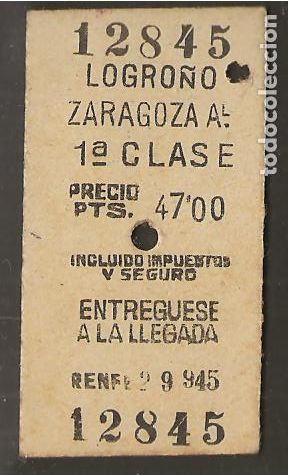 12845
LOGROÑO
ZARAGOZA AL.
1ª CLASE
PRECIO
PTS. 47'00
INCLUIDO IMPUESTOS
Y SEGURO
ENTREGUESE
A LA LLEGADA
RENFE 2 9 945
12845
todocoleccion